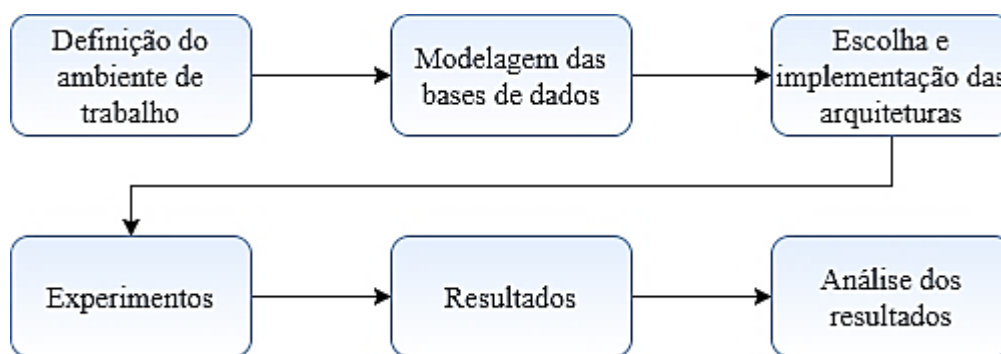 Definição do
ambiente de
trabalho
Modelagem das
bases de dados
Escolha e
implementação das
arquiteturas
Experimentos
Resultados
Análise dos
resultados